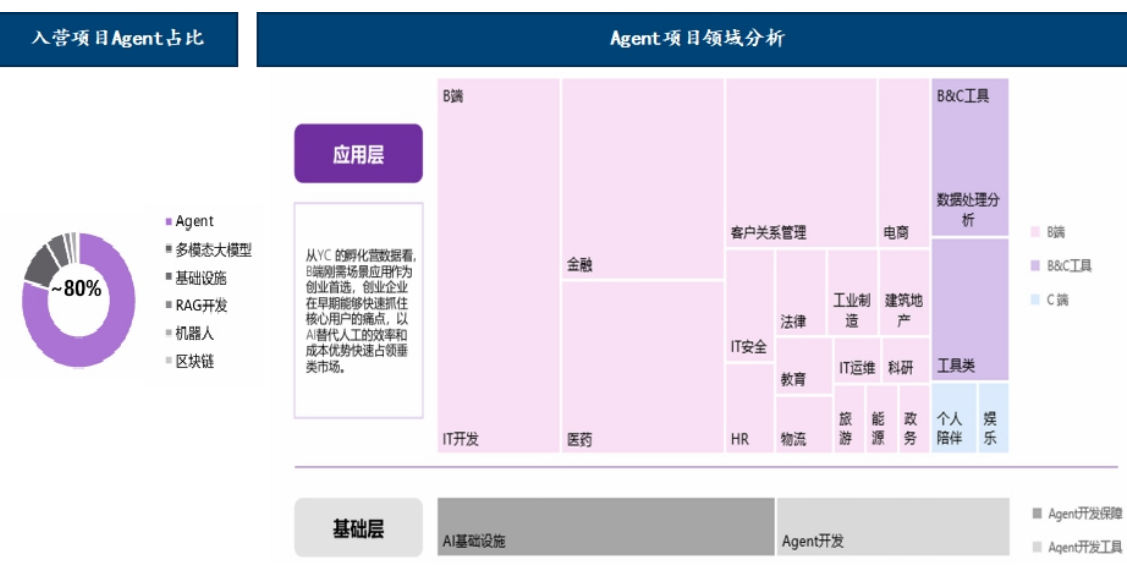 入营项目Agent占比
Agent项目领域分析
~80%
Agent
多模态大模型
基础设施
RAG开发
机器人
区块链
应用层
从YC 的孵化营数据看，
B端刚需场景应用作为
创业首选，创业企业
在早期能够快速抓住
核心用户的痛点，以
AI替代人工的效率和
成本优势快速占领垂
类市场。
B端
IT开发
金融
医药
客户关系管理
电商
IT安全
HR
法律
工业制
造
建筑地
产
教育
IT运维
科研
物流
旅
游
能
源
政
务
B&C工具
数据处理分
析
工具类
个人
陪伴
娱
乐
B端
B&C工具
C 端
基础层
AI基础设施
Agent开发
Agent开发保障
Agent开发工具